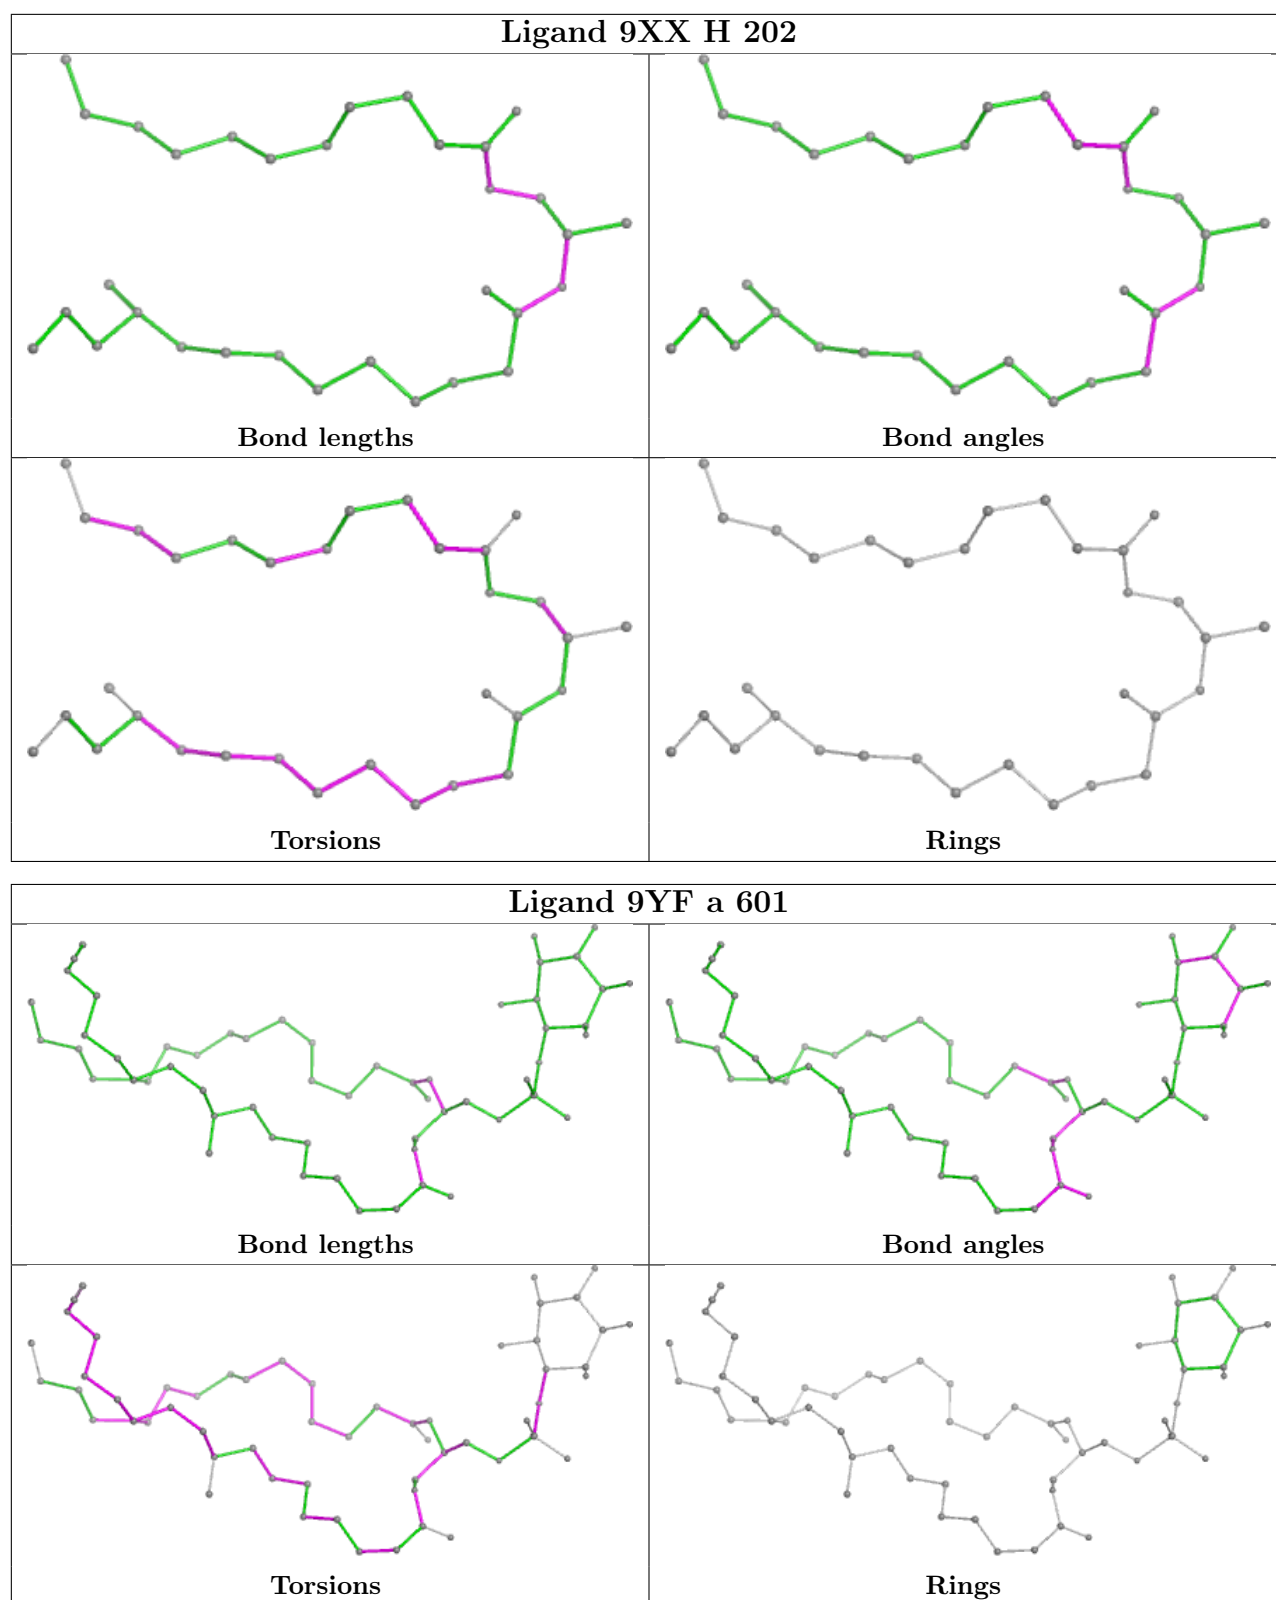 Ligand 9XX H 202
Bond lengths
Bond angles
Torsions
Rings
Ligand 9YF a 601
Bond lengths
Bond angles
Torsions
Rings